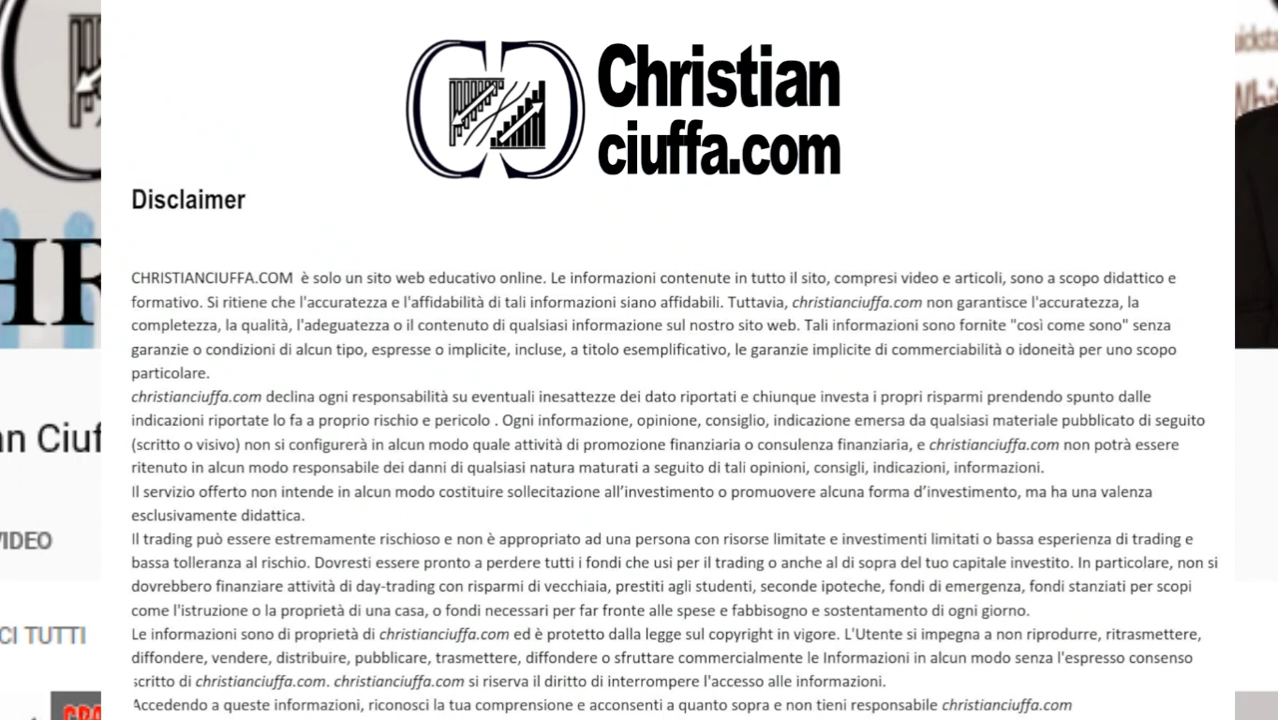 Christian
ciuffa.com
Disclaimer
CHRISTIANCIUFFA.COM è solo un sito web educativo online. Le informazioni contenute in tutto il sito, compresi video e articoli, sono a scopo didattico e
formativo. Si ritiene che l'accuratezza e l'affidabilità di tali informazioni siano affidabili. Tuttavia, christianciuffa.com non garantisce l'accuratezza, la
completezza, la qualità, l'adeguatezza o il contenuto di qualsiasi informazione sul nostro sito web. Tali informazioni sono fornite "così come sono" senza
garanzie o condizioni di alcun tipo, espresse o implicite, incluse, a titolo esemplificativo, le garanzie implicite di commerciabilità o idoneità per uno scopo
particolare.
christianciuffa.com declina ogni responsabilità su eventuali inesattezze dei dato riportati e chiunque investa i propri risparmi prendendo spunto dalle
indicazioni riportate lo fa a proprio rischio e pericolo . Ogni informazione, opinione, consiglio, indicazione emersa da qualsiasi materiale pubblicato di seguito
(scritto o visivo) non si configurerà in alcun modo quale attività di promozione finanziaria o consulenza finanziaria, e christianciuffa.com non potrà essere
ritenuto in alcun modo responsabile dei danni di qualsiasi natura maturati a seguito di tali opinioni, consigli, indicazioni, informazioni.
Il servizio offerto non intende in alcun modo costituire sollecitazione all’investimento o promuovere alcuna forma d’investimento, ma ha una valenza
esclusivamente didattica.
Il trading può essere estremamente rischioso e non è appropriato ad una persona con risorse limitate e investimenti limitati o bassa esperienza di trading e
bassa tolleranza al rischio. Dovresti essere pronto a perdere tutti i fondi che usi per il trading o anche al di sopra del tuo capitale investito. In particolare, non si
dovrebbero finanziare attività di day-trading con risparmi di vecchiaia, prestiti agli studenti, seconde ipoteche, fondi di emergenza, fondi stanziati per scopi
come l'istruzione o la proprietà di una casa, o fondi necessari per far fronte alle spese e fabbisogno e sostentamento di ogni giorno.
Le informazioni sono di proprietà di christianciuffa.com ed è protetto dalla legge sul copyright in vigore. L'Utente si impegna a non riprodurre, ritrasmettere,
diffondere, vendere, distribuire, pubblicare, trasmettere, diffondere o sfruttare commercialmente le Informazioni in alcun modo senza l'espresso consenso
scritto di christianciuffa.com. christianciuffa.com si riserva il diritto di interrompere l'accesso alle informazioni.
Accedendo a queste informazioni, riconosci la tua comprensione e acconsenti a quanto sopra e non tieni responsabile christianciuffa.com
HR
an Ciuf
VIDEO
CI TUTTI